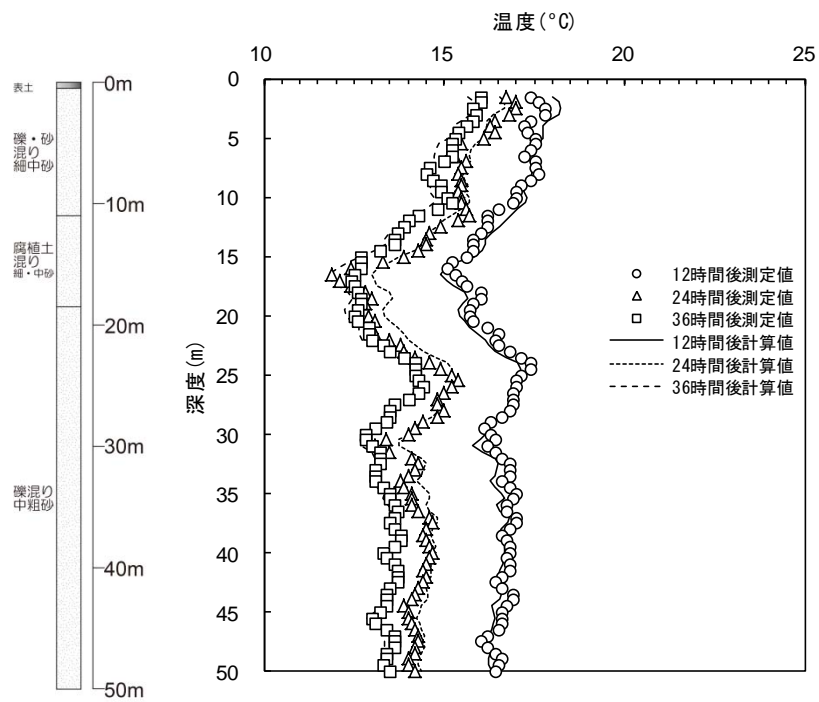 温度(°C)
10 15 20 25
0
5
10
15
20
25
30
35
40
45
50
深度(m)
表土
礫・砂
混り
細中砂
腐植土
混り
細・中砂
礫混り
中粗砂
0m
10m
20m
30m
40m
50m
12時間後測定値
24時間後測定値
36時間後測定値
12時間後計算値
24時間後計算値
36時間後計算値